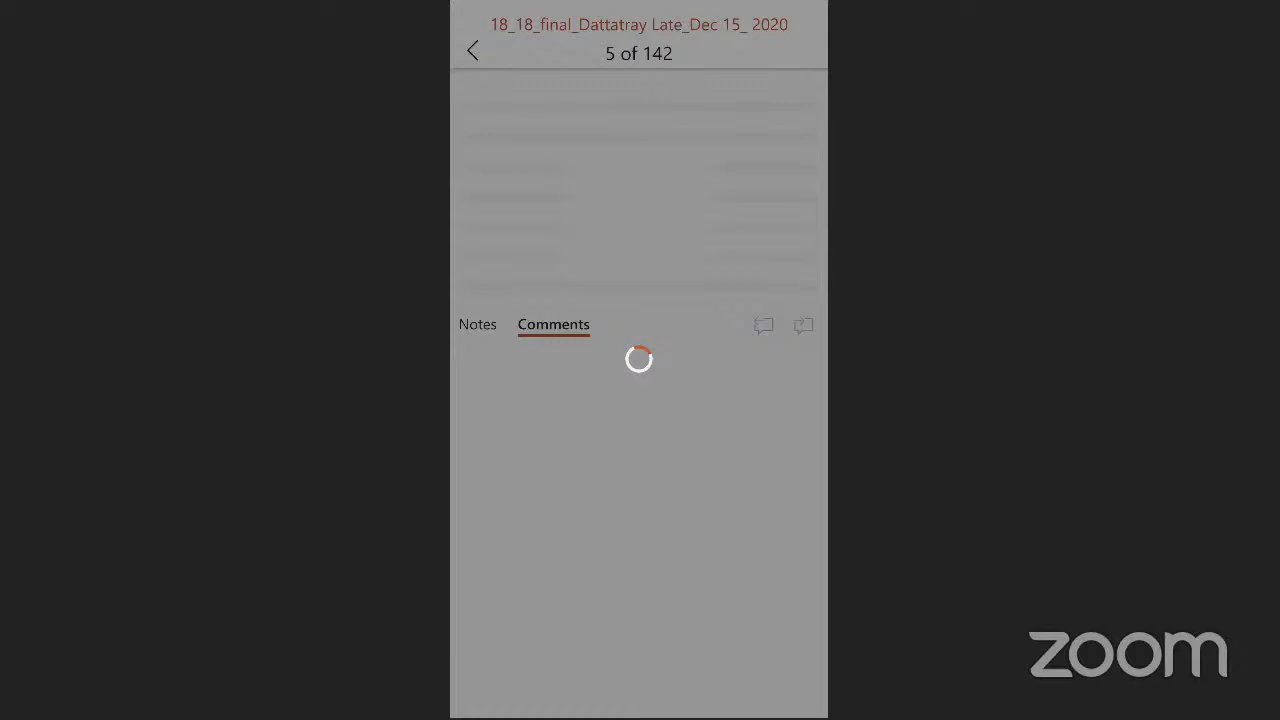 18_18_final_Dattatray Late_Dec 15_ 2020
5 of 142
Notes Comments
zoom